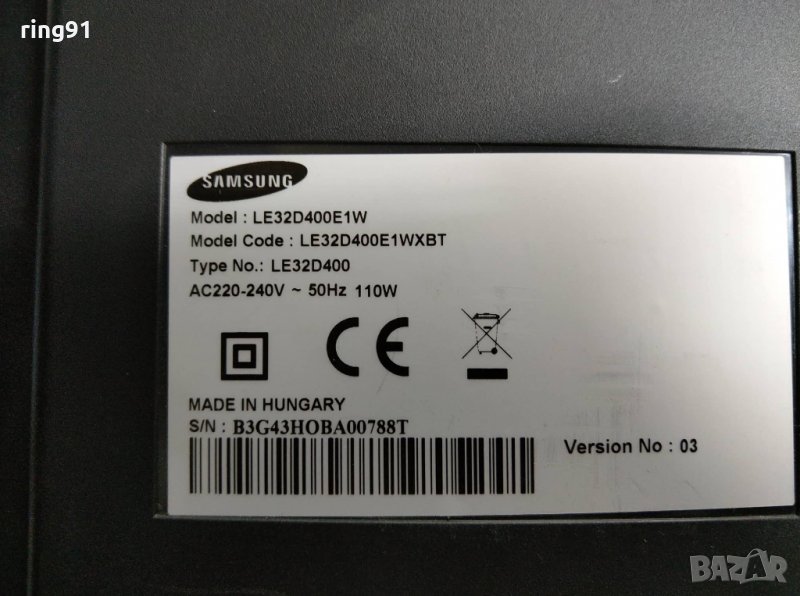 ring91
SAMSUNG
Model : LE32D400E1W
Model Code : LE32D400E1WXBT
Type No.: LE32D400
AC220-240V ~ 50Hz 110W
CE
MADE IN HUNGARY
S/N : B3G43HOBA00788T
Version No : 03
BAZAR